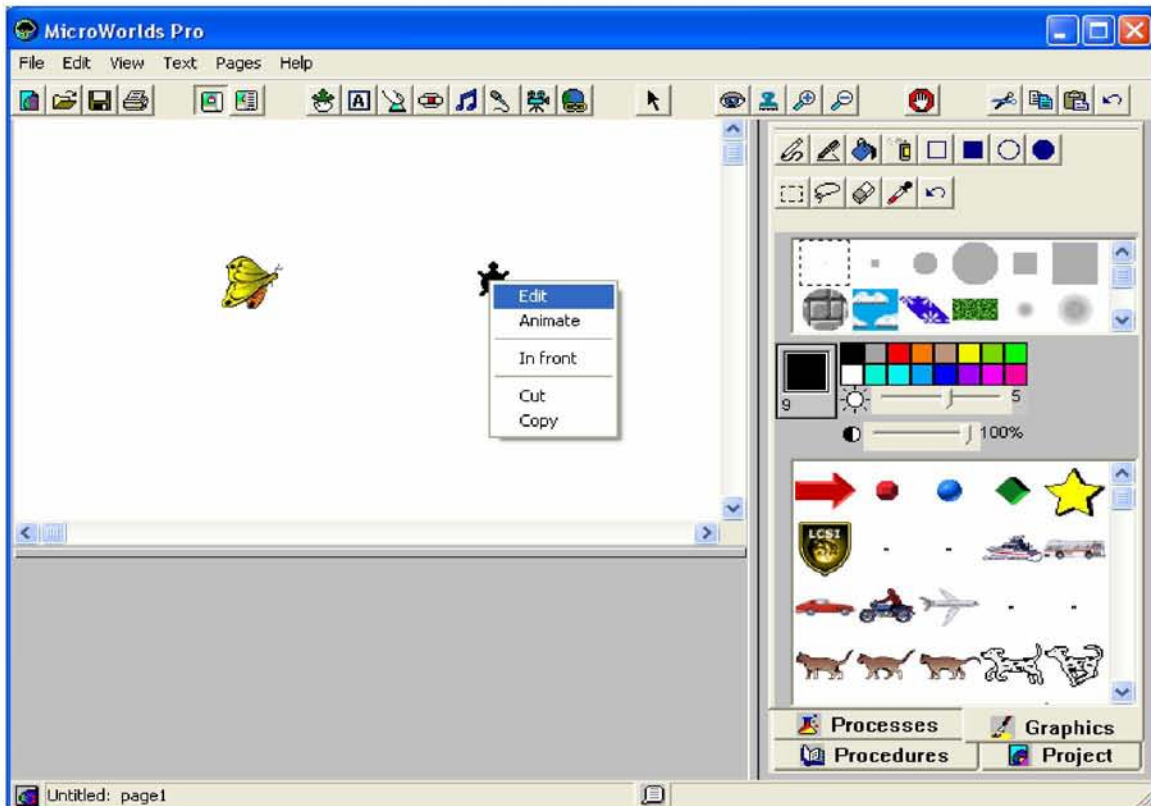 MicroWorlds Pro
File Edit View Text Pages Help
A
Edit
Animate
In front
Cut
Copy
9
5
100%
LCSI
Processes
Graphics
Procedures
Project
Untitled: page1